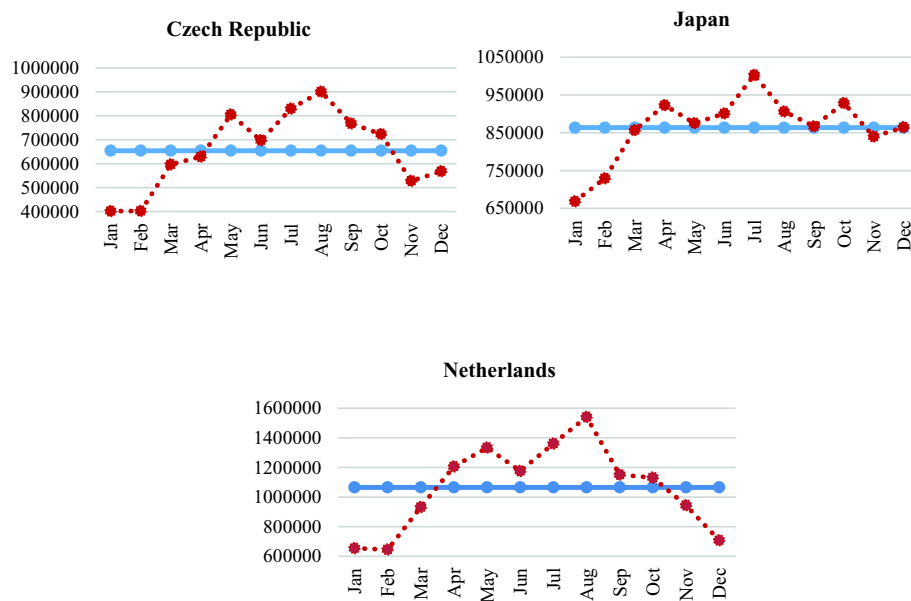 Czech Republic
1000000
900000
800000
700000
600000
500000
400000
Jan
Feb
Mar
Apr
May
Jun
Jul
Aug
Sep
Oct
Nov
Dec
Japan
1050000
950000
850000
750000
650000
Jan
Feb
Mar
Apr
May
Jun
Jul
Aug
Sep
Oct
Nov
Dec
Netherlands
1600000
1400000
1200000
1000000
800000
600000
Jan
Feb
Mar
Apr
May
Jun
Jul
Aug
Sep
Oct
Nov
Dec